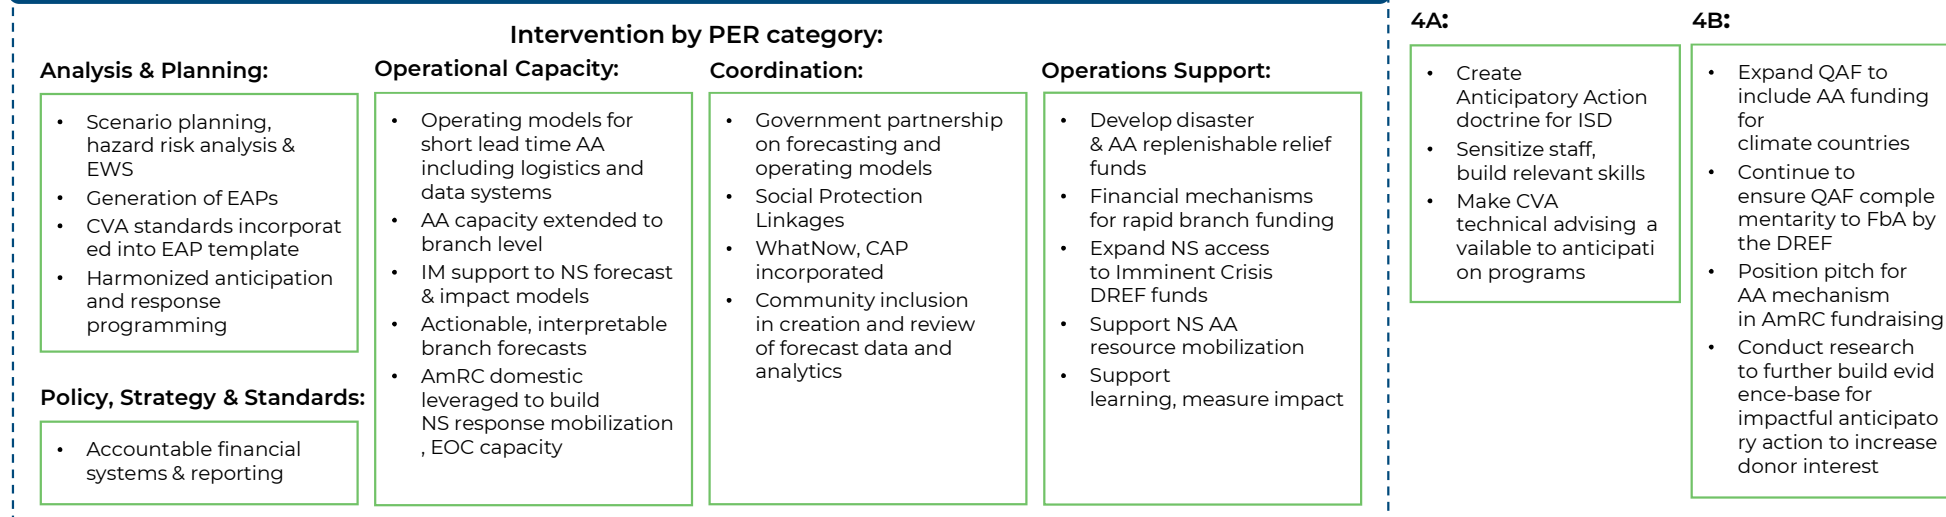 Intervention by PER category:
Analysis & Planning:
• Scenario planning,
hazard risk analysis &
EWS
• Generation of EAPs
• CVA standards incorporat
ed into EAP template
• Harmonized anticipation
and response
programming
Policy, Strategy & Standards:
• Accountable financial
systems & reporting
Operational Capacity:
• Operating models for
short lead time AA
including logistics and
data systems
• AA capacity extended to
branch level
• IM support to NS forecast
& impact models
• Actionable, interpretable
branch forecasts
• AmRC domestic
leveraged to build
NS response mobilization
, EOC capacity
Coordination:
• Government partnership
on forecasting and
operating models
• Social Protection
Linkages
• WhatNow, CAP
incorporated
• Community inclusion
in creation and review
of forecast data and
analytics
Operations Support:
• Develop disaster
& AA replenishable relief
funds
• Financial mechanisms
for rapid branch funding
• Expand NS access
to Imminent Crisis
DREF funds
• Support NS AA
resource mobilization
• Support
learning, measure impact
4A:
• Create
Anticipatory Action
doctrine for ISD
• Sensitize staff,
build relevant skills
• Make CVA
technical advising  a
vailable to anticipati
on programs
4B:
• Expand QAF to
include AA funding
for
climate countries
• Continue to
ensure QAF comple
mentarity to FbA by
the DREF
• Position pitch for
AA mechanism
in AmRC fundraising
• Conduct research
to further build evid
ence-base for
impactful anticipato
ry action to increase
donor interest